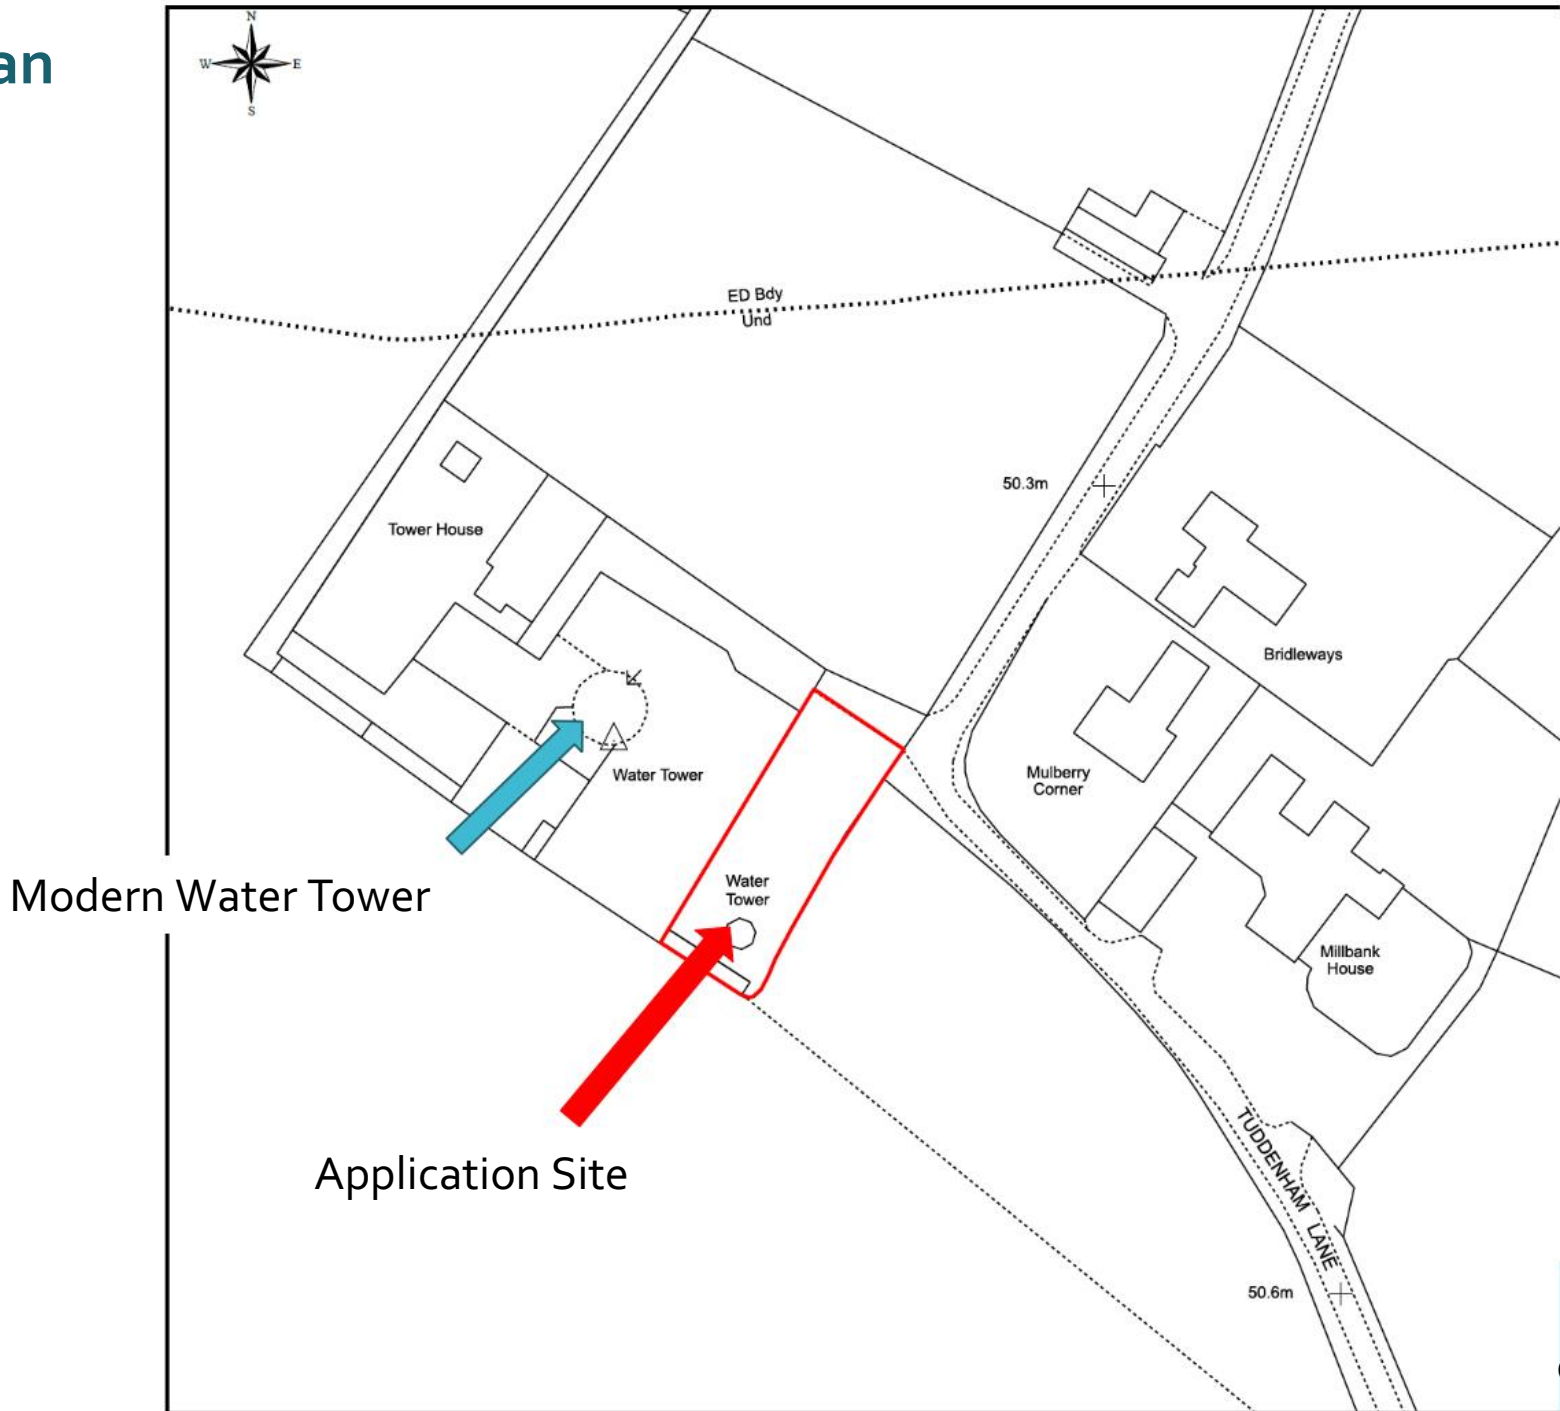 an
N
W E
S
ED Bdy
Und
50.3m
Tower House
Bridleways
Water Tower
Mulberry
Corner
Water
Tower
Modern Water Tower
Millbank
House
Application Site
TUDDENHAM LANE
50.6m